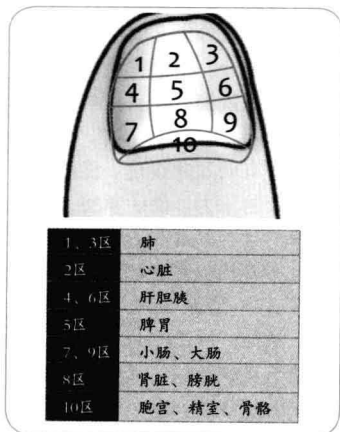 1 2 3
4 5 6
7 8 9
10
1、3区 肺
2区 心脏
4、6区 肝胆胰
5区 脾胃
7、9区 小肠、大肠
8区 肾脏、膀胱
10区 胞宫、精室、骨骼